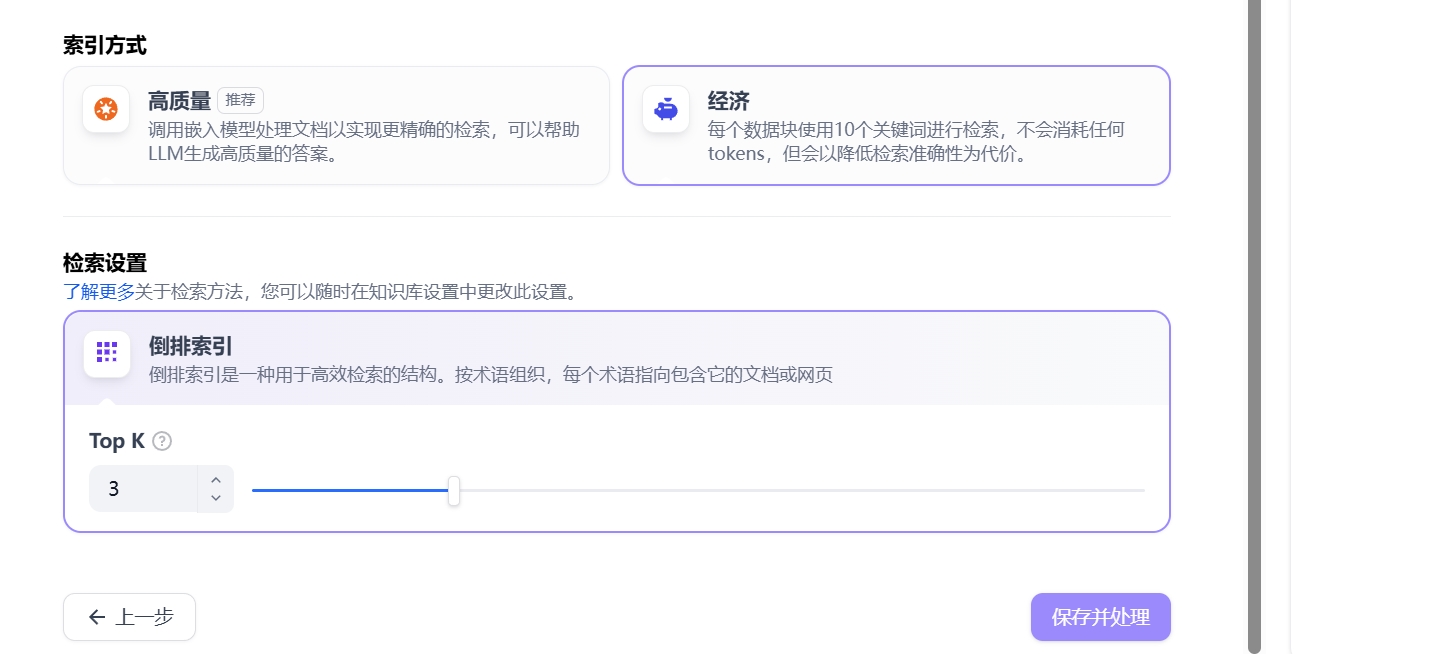 索引方式
高质量 推荐
调用嵌入模型处理文档以实现更精确的检索，可以帮助
LLM生成高质量的答案。
经济
每个数据块使用10个关键词进行检索，不会消耗任何
tokens，但会以降低检索准确性为代价。
检索设置
了解更多关于检索方法，您可以随时在知识库设置中更改此设置。
倒排索引
倒排索引是一种用于高效检索的结构。按术语组织，每个术语指向包含它的文档或网页
Top K ?
3
← 上一步
保存并处理